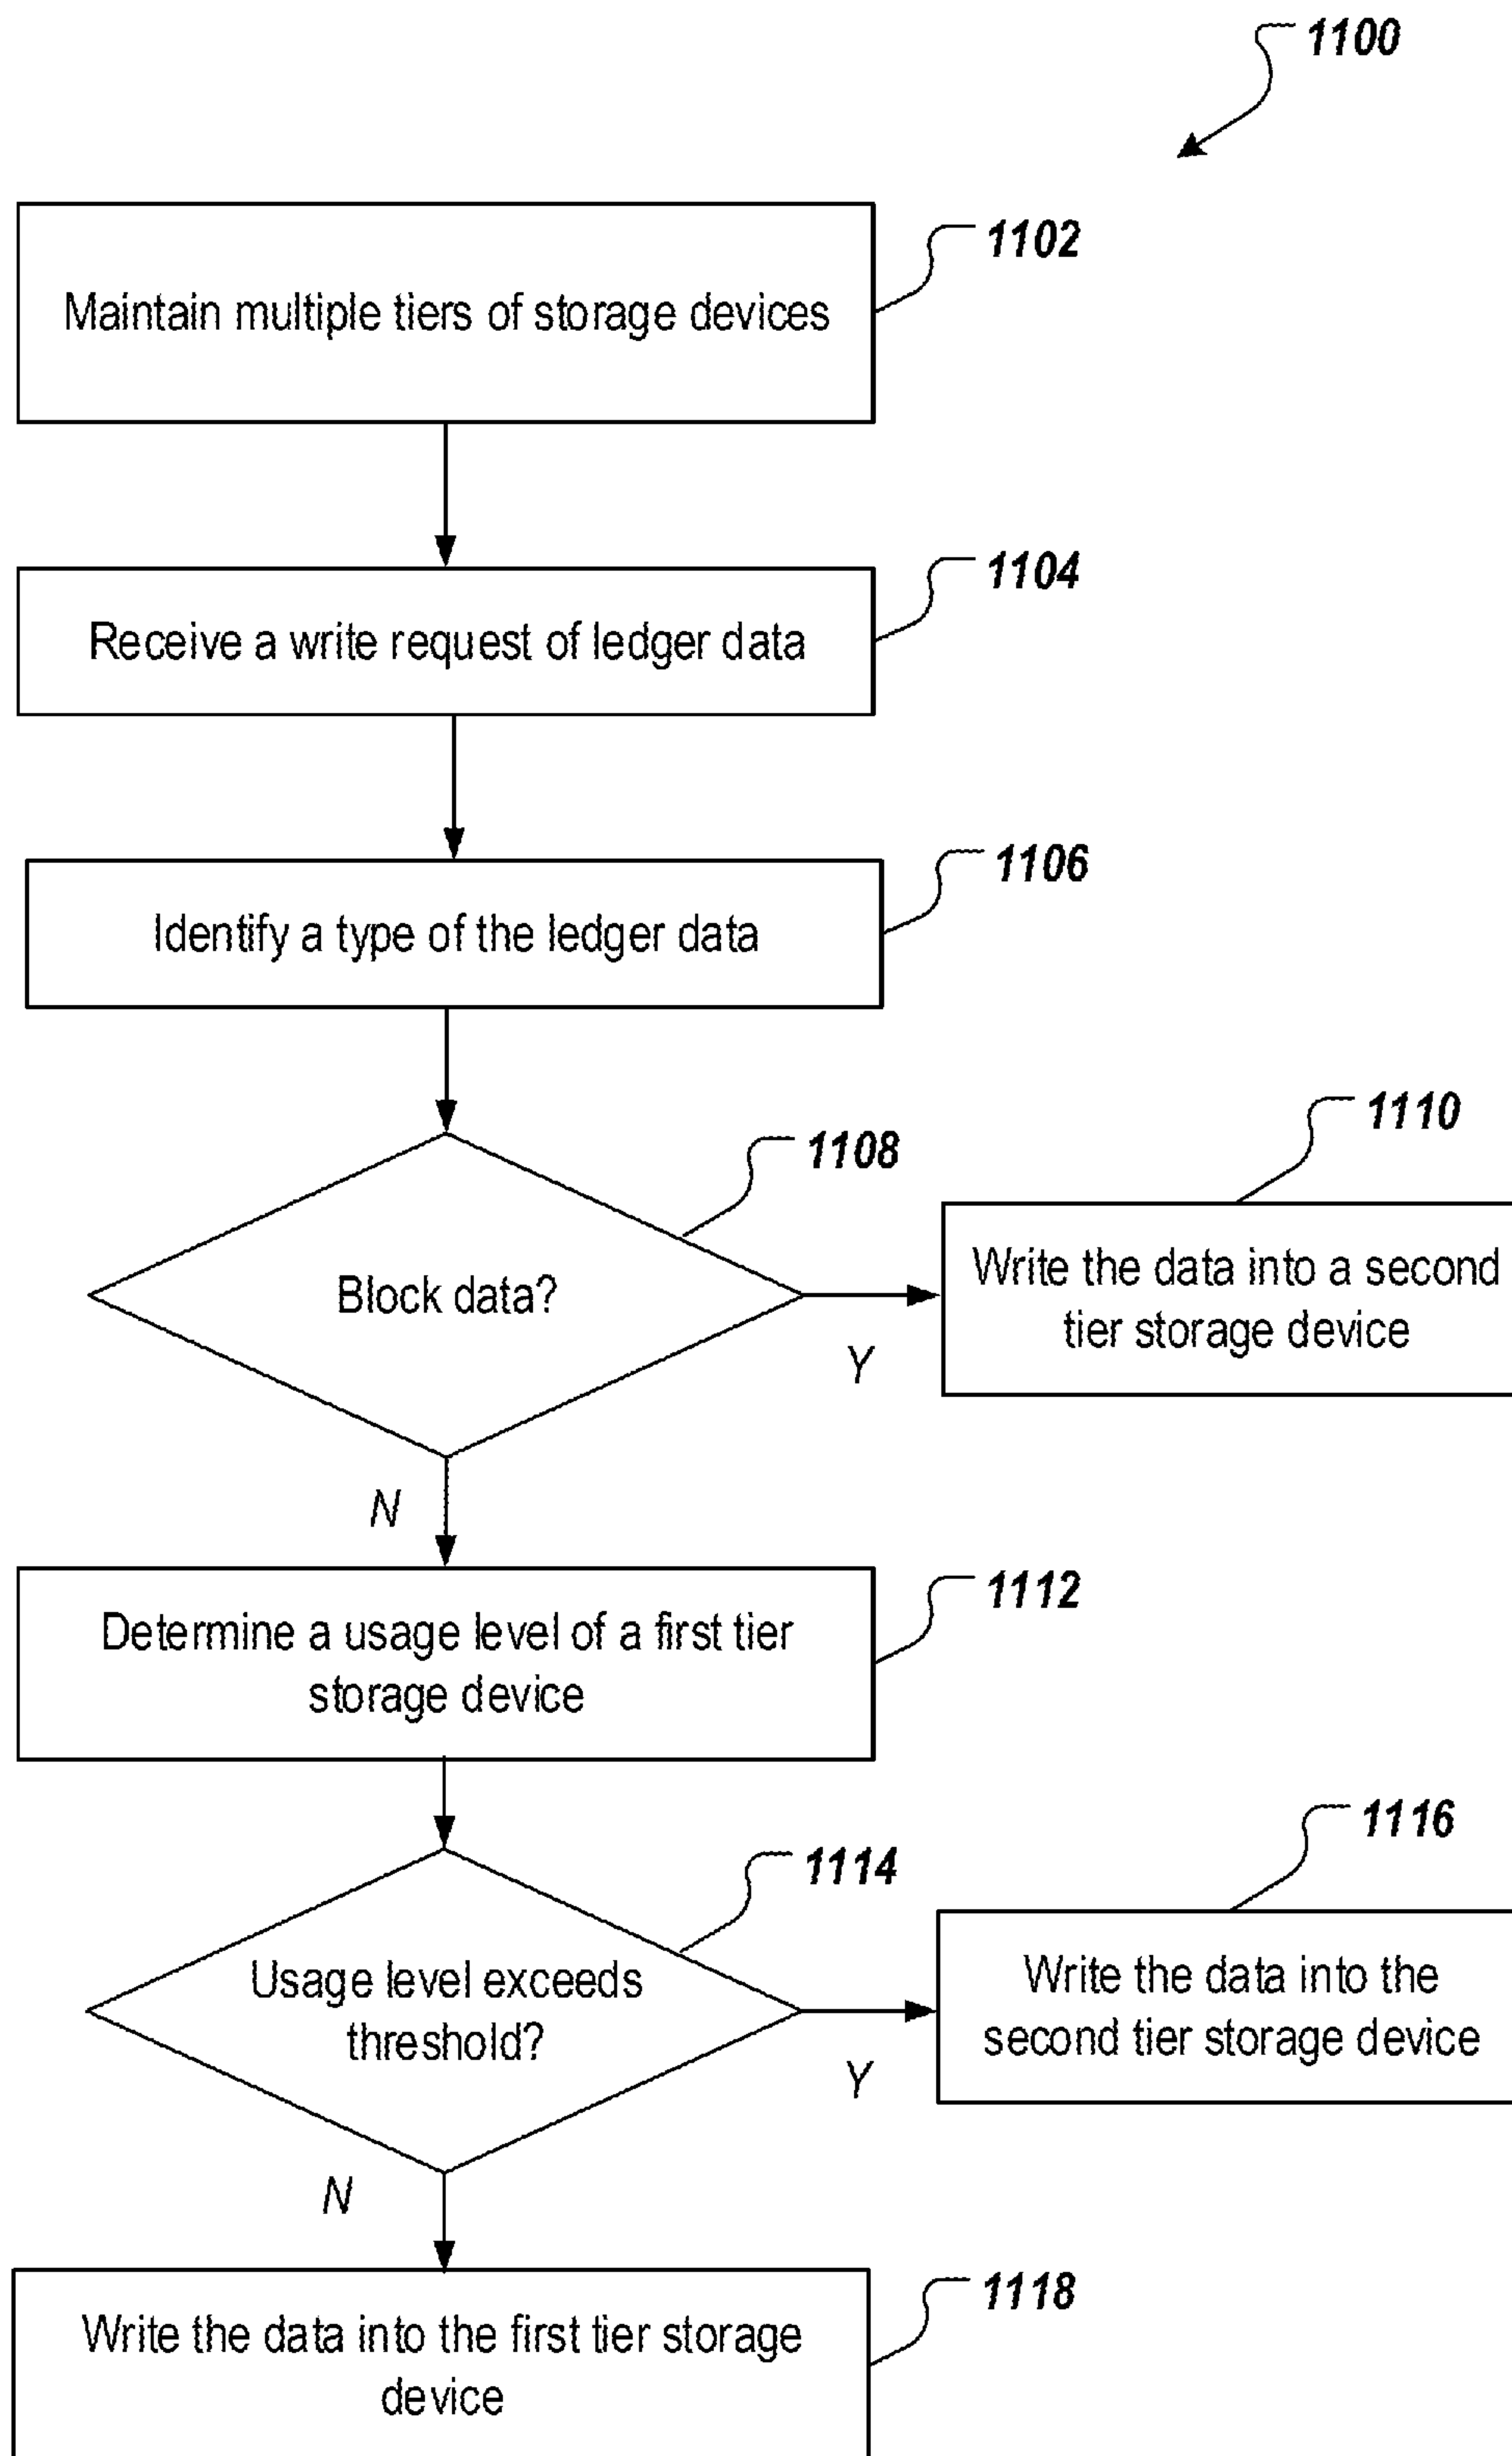 1100
1102
Maintain multiple tiers of storage devices
1104
Receive a write request of ledger data
1106
Identify a type of the ledger data
1108
Block data?
Y
1110
Write the data into a second
tier storage device
N
1112
Determine a usage level of a first tier
storage device
1114
Usage level exceeds
threshold?
Y
1116
Write the data into the
second tier storage device
N
1118
Write the data into the first tier storage
device